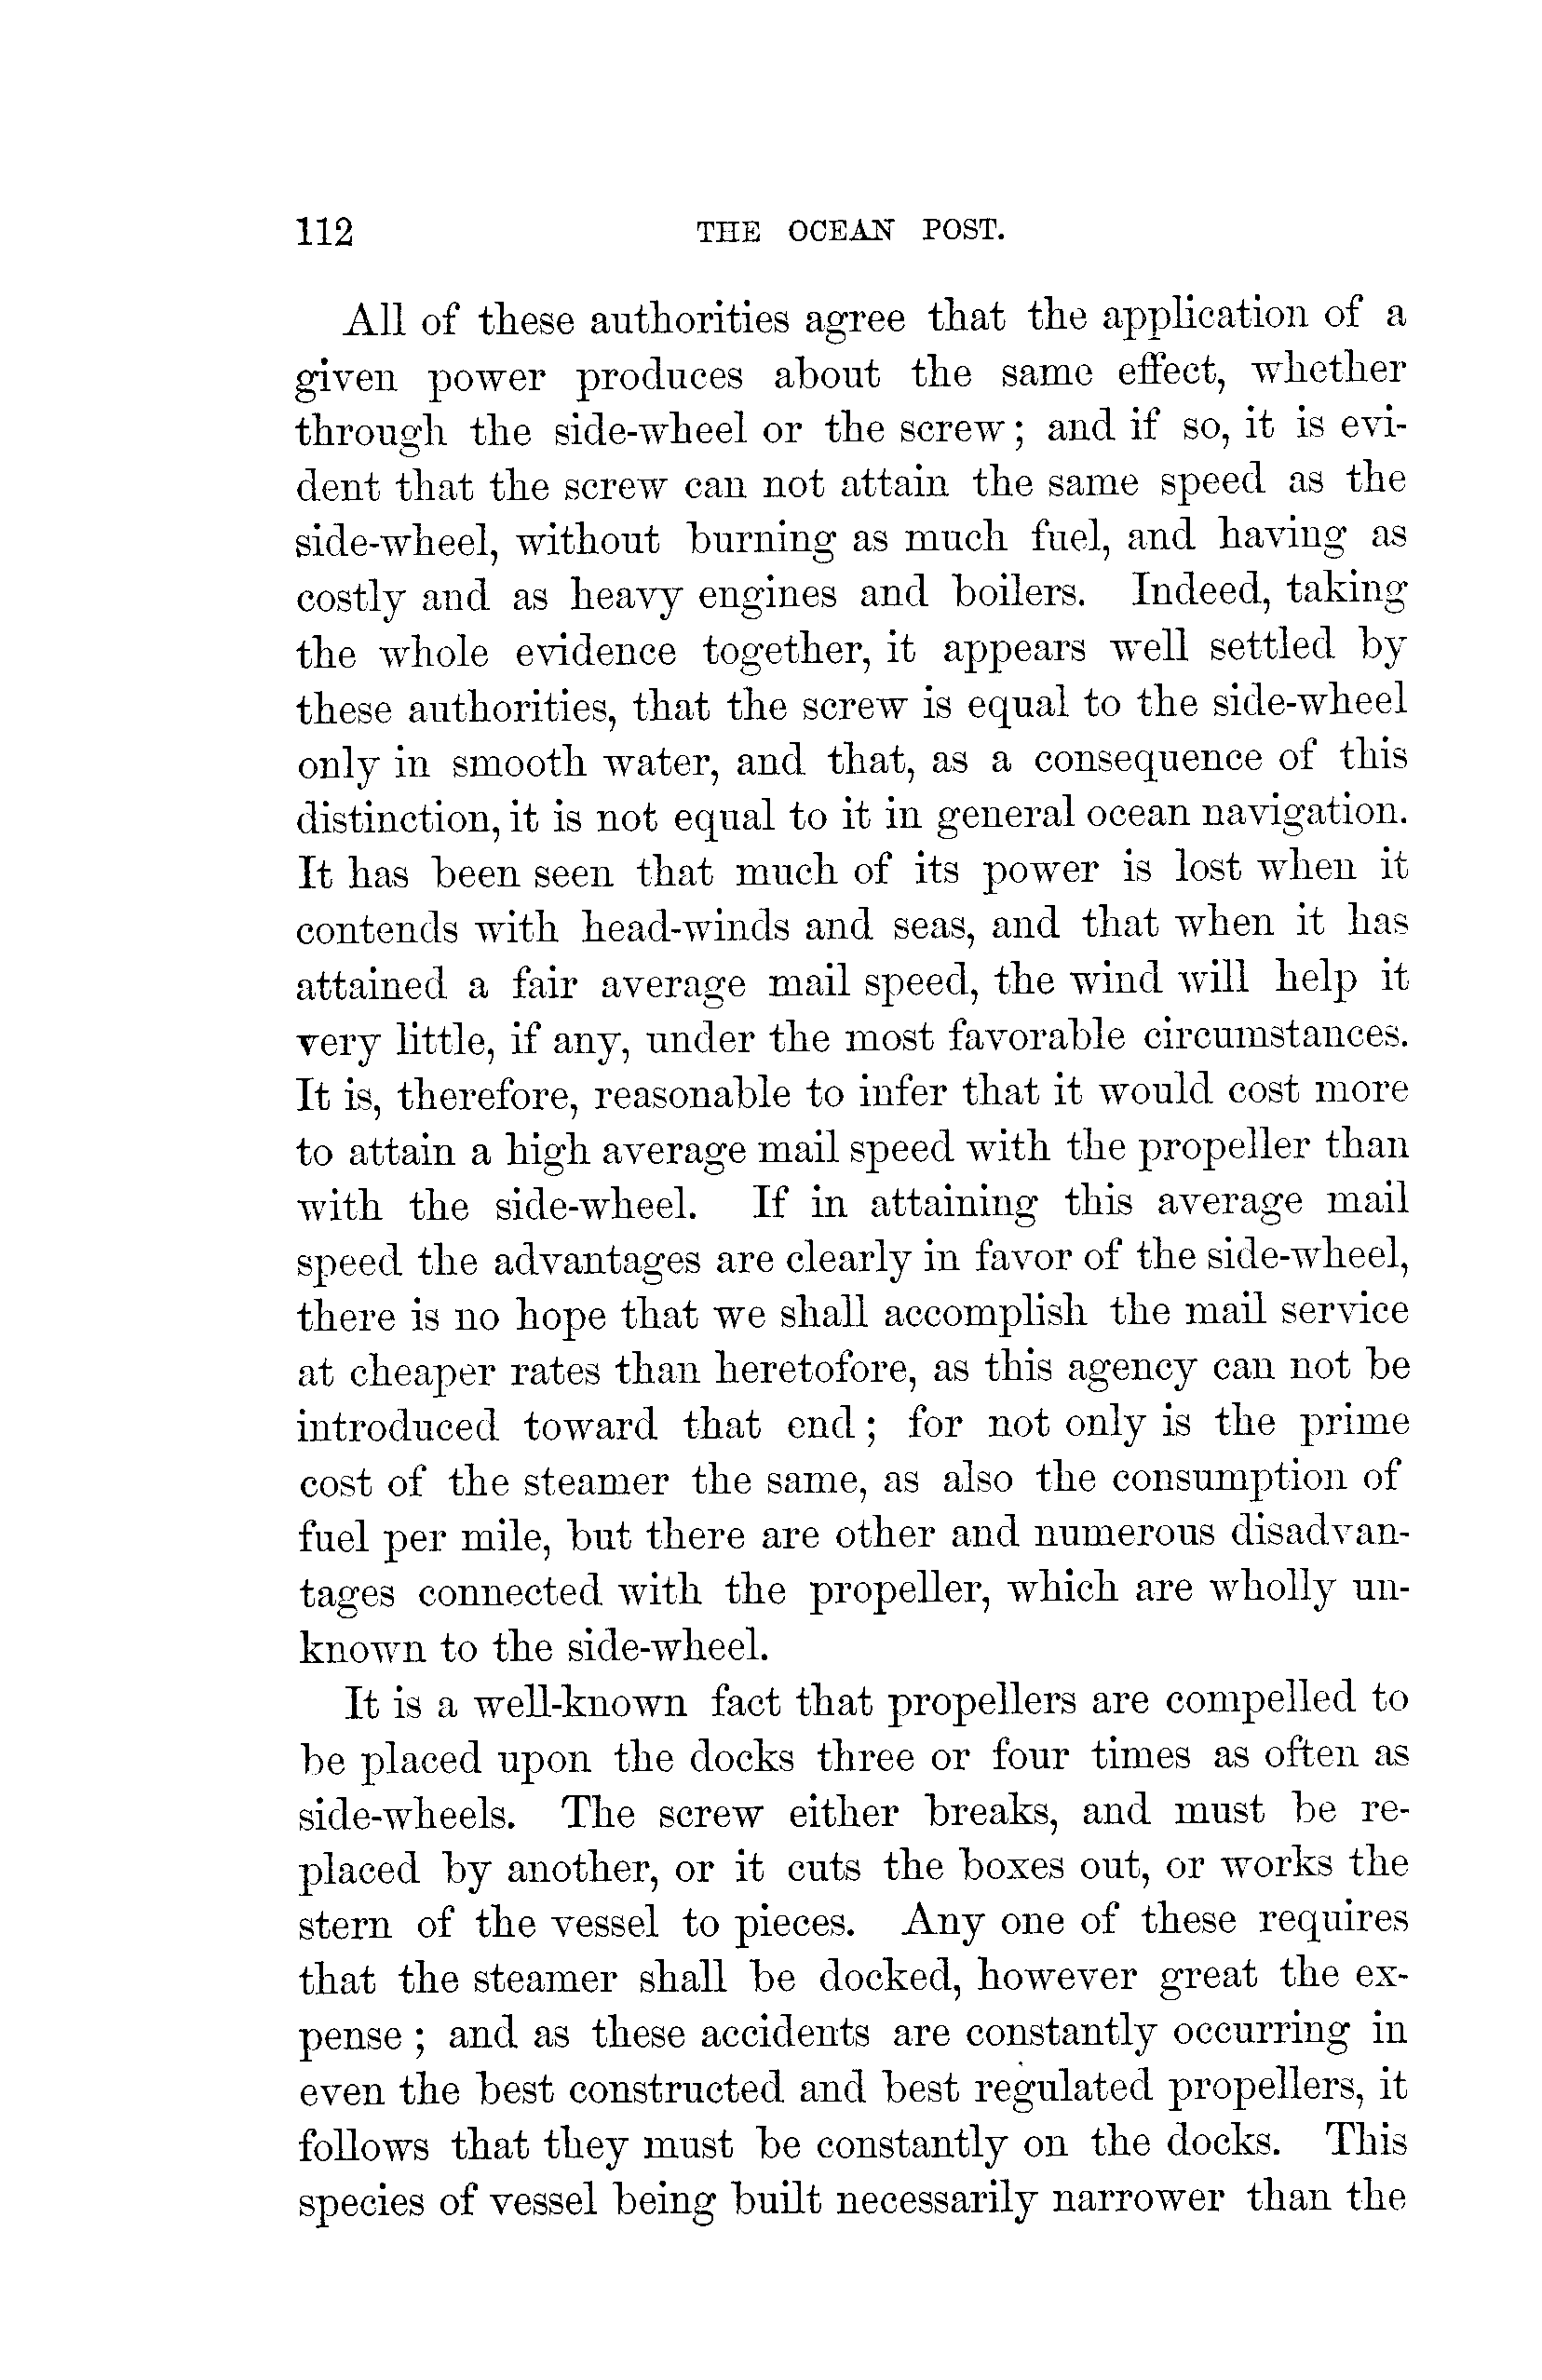 112 THE OCEAN POST.
All of these authorities agree that the application of a
given power produces about the same effect, whether
through the side-wheel or the screw; and if so, it is evi-
dent that the screw can not attain the same speed as the
side-wheel, without burning as much fuel, and having as
costly and as heavy engines and boilers. Indeed, taking
the whole evidence together, it appears well settled by
these authorities, that the screw is equal to the side-wheel
only in smooth water, and that, as a consequence of this
distinction, it is not equal to it in general ocean navigation.
It has been seen that much of its power is lost when it
contends with head-winds and seas, and that when it has
attained a fair average mail speed, the wind will help it
very little, if any, under the most favorable circumstances.
It is, therefore, reasonable to infer that it would cost more
to attain a high average mail speed with the propeller than
with the side-wheel. If in attaining this average mail
speed the advantages are clearly in favor of the side-wheel,
there is no hope that we shall accomplish the mail service
at cheaper rates than heretofore, as this agency can not be
introduced toward that end; for not only is the prime
cost of the steamer the same, as also the consumption of
fuel per mile, but there are other and numerous disadvan-
tages connected with the propeller, which are wholly un-
known to the side-wheel.
It is a well-known fact that propellers are compelled to
be placed upon the docks three or four times as often as
side-wheels. The screw either breaks, and must be re-
placed by another, or it cuts the boxes out, or works the
stern of the vessel to pieces. Any one of these requires
that the steamer shall be docked, however great the ex-
pense; and as these accidents are constantly occurring in
even the best constructed and best regulated propellers, it
follows that they must be constantly on the docks. This
species of vessel being built necessarily narrower than the